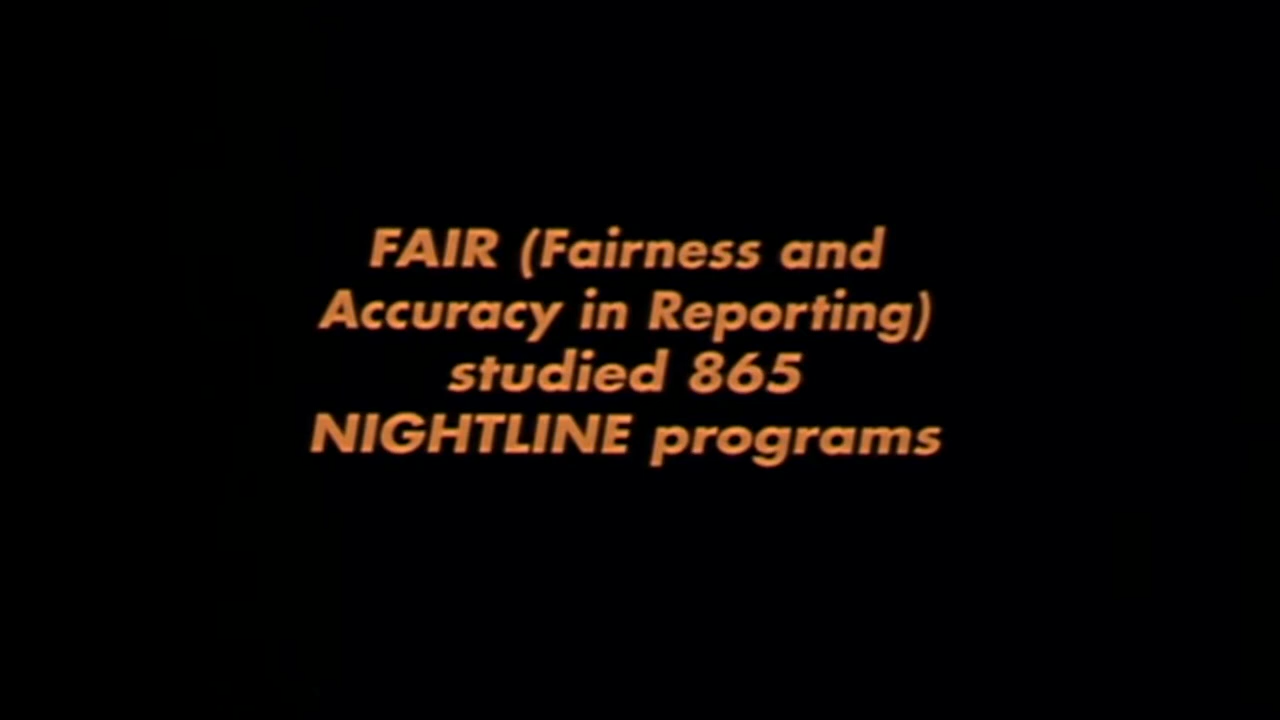 FAIR (Fairness and
Accuracy in Reporting)
studied 865
NIGHTLINE programs